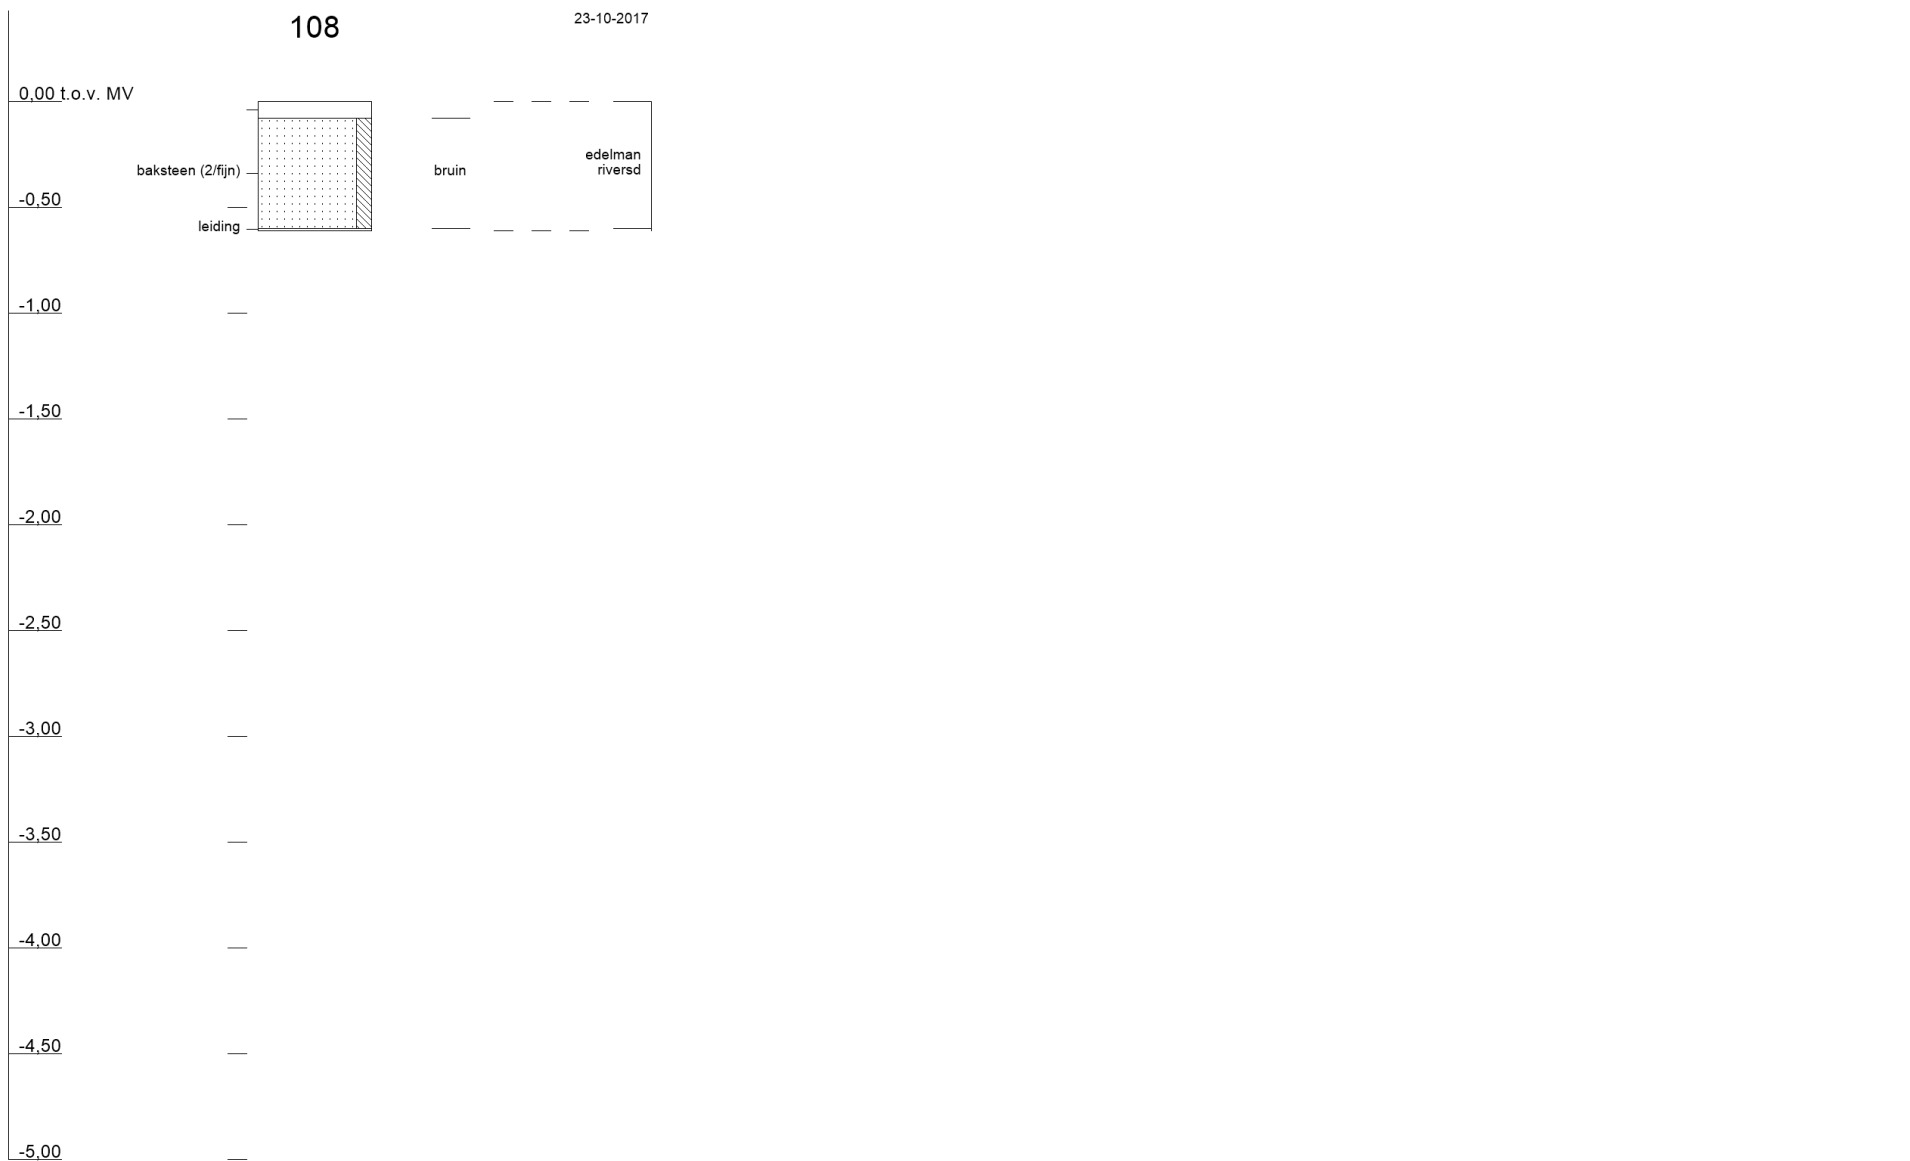 108
23-10-2017
0,00 t.o.v. MV
edelman
baksteen (2/fijn)
bruin
riversd
-0,50
leiding
-1,00
-1,50
-2,00
-2,50
-3,00
-3,50
-4,00
-4,50
-5,00